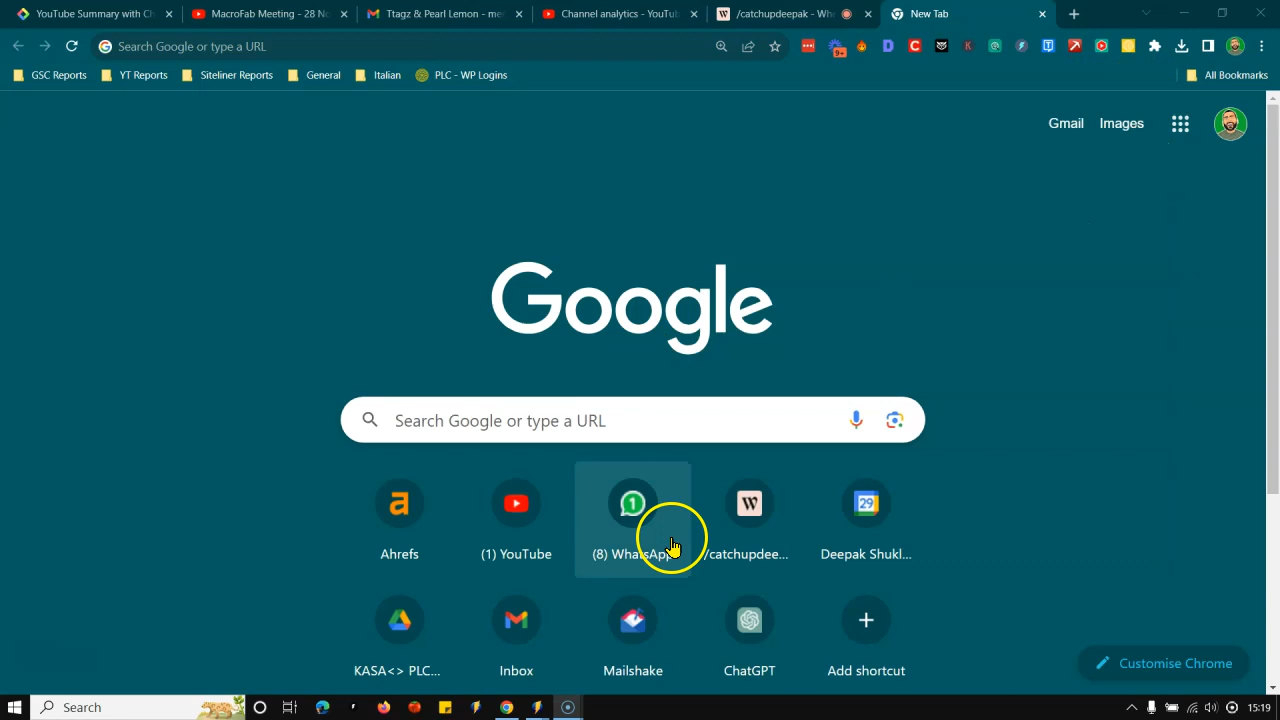 YouTube Summary with Ch
MacroFab Meeting - 28 No
Ttagz & Pearl Lemon - me
Channel analytics - YouTu
/catchupdeepak - Whe
New Tab
Search Google or type a URL
9+
GSC Reports
YT Reports
Siteliner Reports
General
Italian
PLC - WP Logins
All Bookmarks
Gmail
Images
Google
Search Google or type a URL
Ahrefs
(1) YouTube
(8) WhatsApp
/catchupdee...
Deepak Shukl...
KASA<> PLC...
Inbox
Mailshake
ChatGPT
Add shortcut
Customise Chrome
Search
15:19